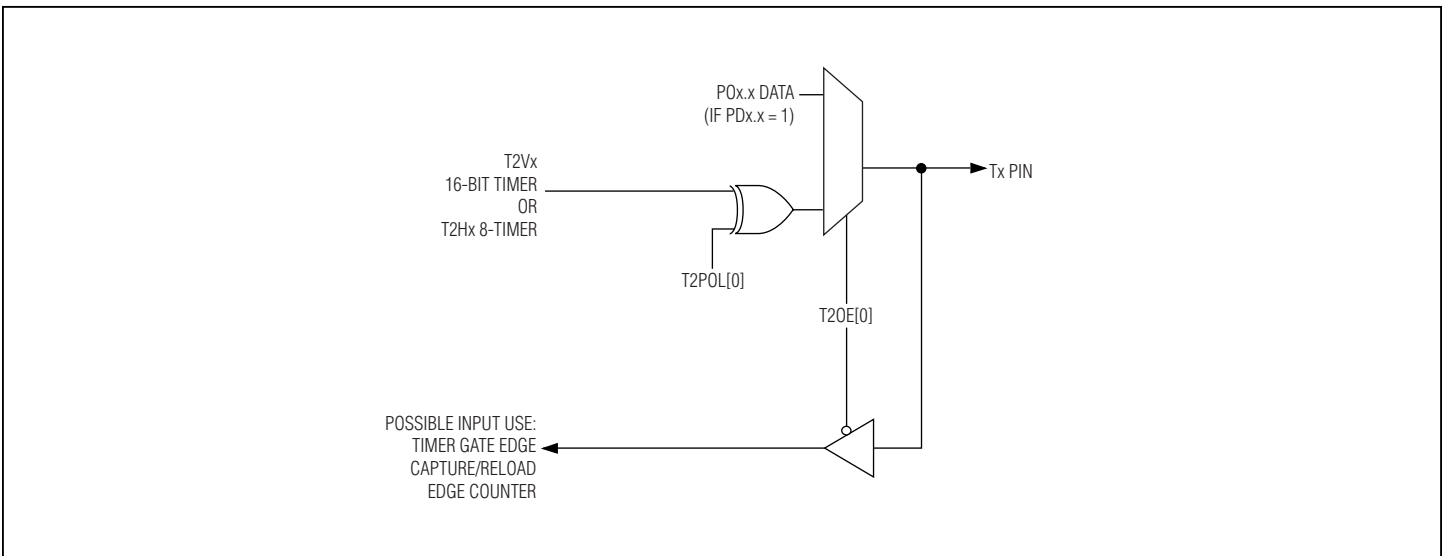 POx.x DATA
(IF PDx.x = 1)
T2Vx
16-BIT TIMER
OR
T2Hx 8-TIMER
Tx PIN
T2POL[0]
T2OE[0]
POSSIBLE INPUT USE:
TIMER GATE EDGE
CAPTURE/RELOAD
EDGE COUNTER